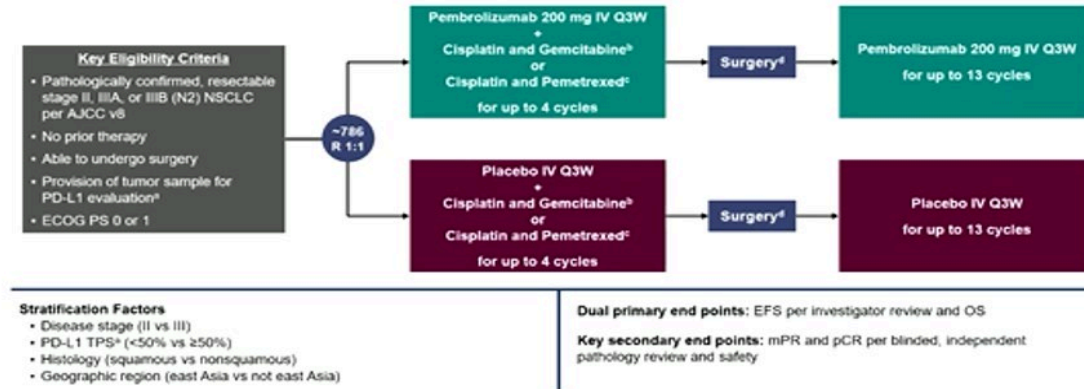 Key Eligibility Criteria
• Pathologically confirmed, resectable
stage II, IIIA, or IIIB (N2) NSCLC
per AJCC v8
• No prior therapy
• Able to undergo surgery
• Provision of tumor sample for
PD-L1 evaluationᵃ
• ECOG PS 0 or 1
~786
R 1:1
Pembrolizumab 200 mg IV Q3W
+
Cisplatin and Gemcitabineᵇ
or
Cisplatin and Pemetrexedᶜ
for up to 4 cycles
Surgeryᵈ
Pembrolizumab 200 mg IV Q3W
for up to 13 cycles
Placebo IV Q3W
+
Cisplatin and Gemcitabineᵇ
or
Cisplatin and Pemetrexedᶜ
for up to 4 cycles
Surgeryᵈ
Placebo IV Q3W
for up to 13 cycles
Stratification Factors
• Disease stage (II vs III)
• PD-L1 TPSᵃ (<50% vs ≥50%)
• Histology (squamous vs nonsquamous)
• Geographic region (east Asia vs not east Asia)
Dual primary end points: EFS per investigator review and OS
Key secondary end points: mPR and pCR per blinded, independent
pathology review and safety